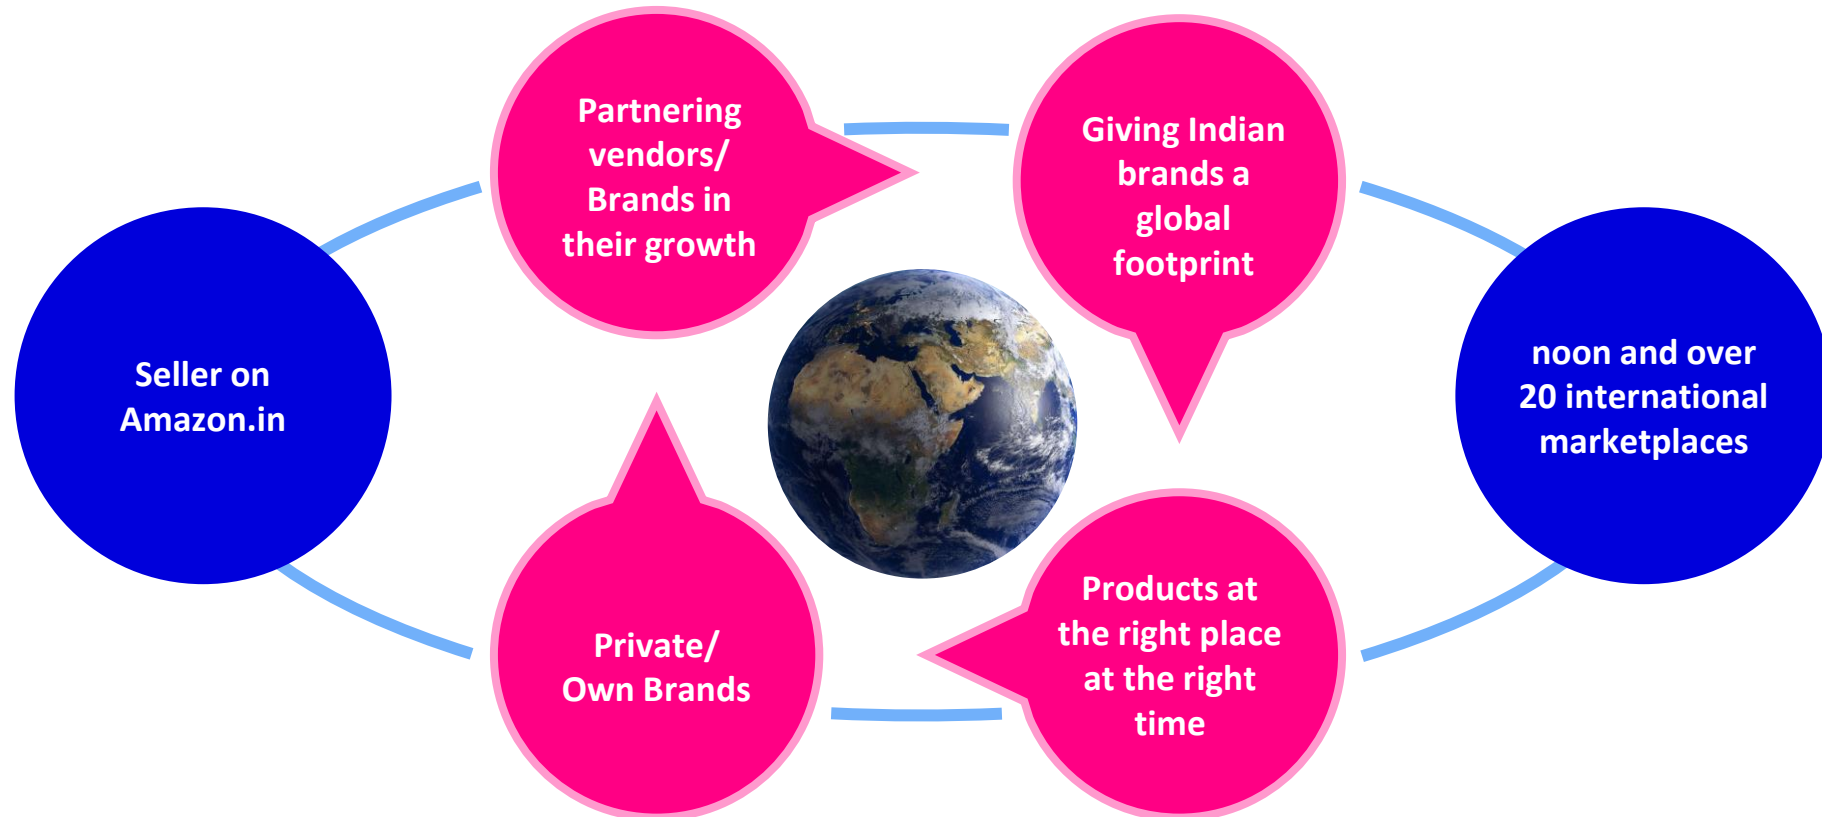 Partnering
vendors/
Brands in
their growth
Giving Indian
brands a
global
footprint
Seller on
Amazon.in
noon and over
20 international
marketplaces
Private/
Own Brands
Products at
the right place
at the right
time